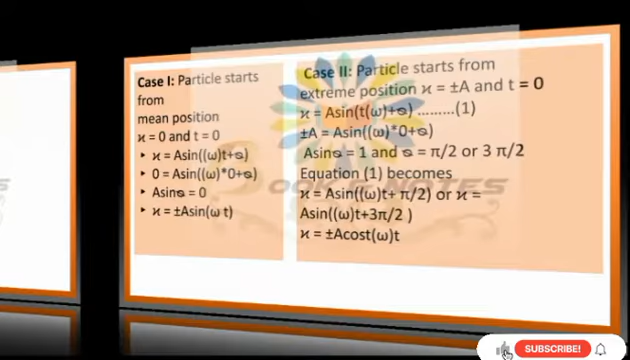 Case I: Particle starts
from
mean position
ϰ = 0 and t = 0
‣ ϰ = Asin((ω)t+ᴓ)
‣ 0 = Asin((ω)*0+ᴓ)
‣ Asinᴓ = 0
‣ ϰ = ±Asin(ω t)
Case II: Particle starts from
extreme position ϰ = ±A and t = 0
ϰ = Asin(t(ω)+ᴓ) .........(1)
±A = Asin((ω)*0+ᴓ)
Asinᴓ = 1 and ᴓ = π/2 or 3 π/2
Equation (1) becomes
ϰ = Asin((ω)t+ π/2) or ϰ =
Asin((ω)t+3π/2 )
ϰ = ±Acost(ω)t
SUBSCRIBE!